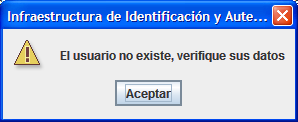 Infraestructura de Identificación y Aute...
El usuario no existe, verifique sus datos
Aceptar